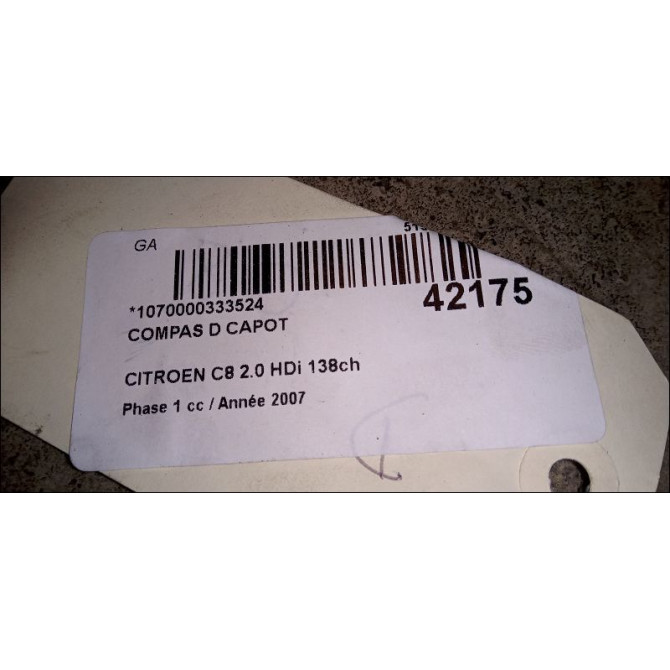 GA
*1070000333524
42175
COMPAS D CAPOT
CITROEN C8 2.0 HDi 138ch
Phase 1 cc / Année 2007